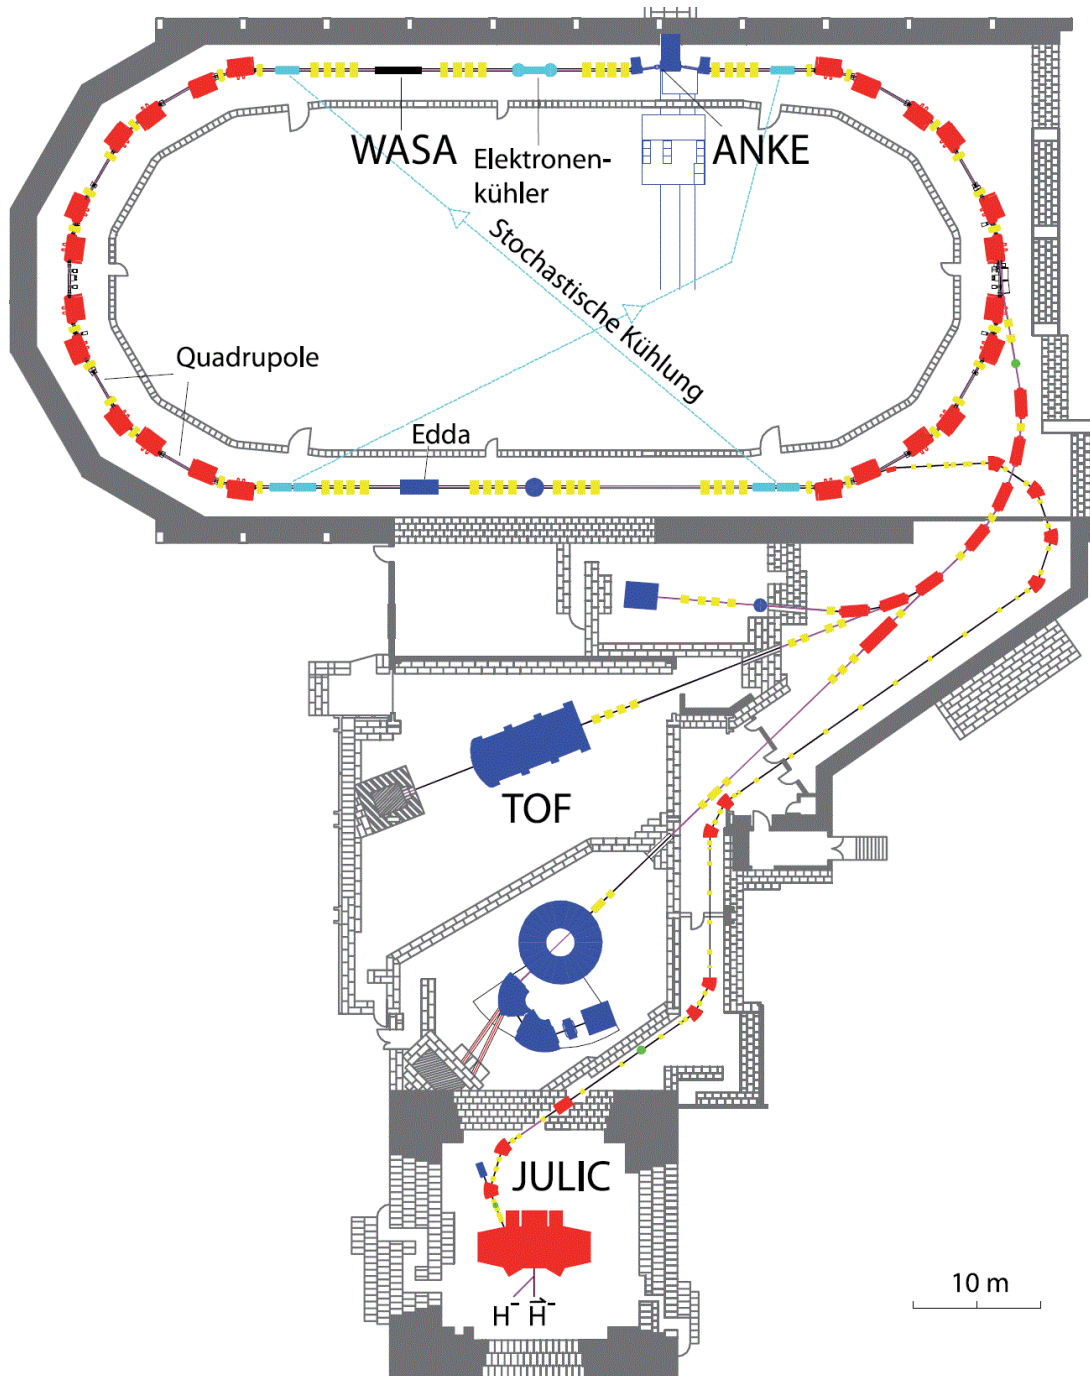 WASA
Elektronen-
kühler
ANKE
Stochastische Kühlung
Quadrupole
Edda
TOF
JULIC
10 m
H⁻ H⃗⁻